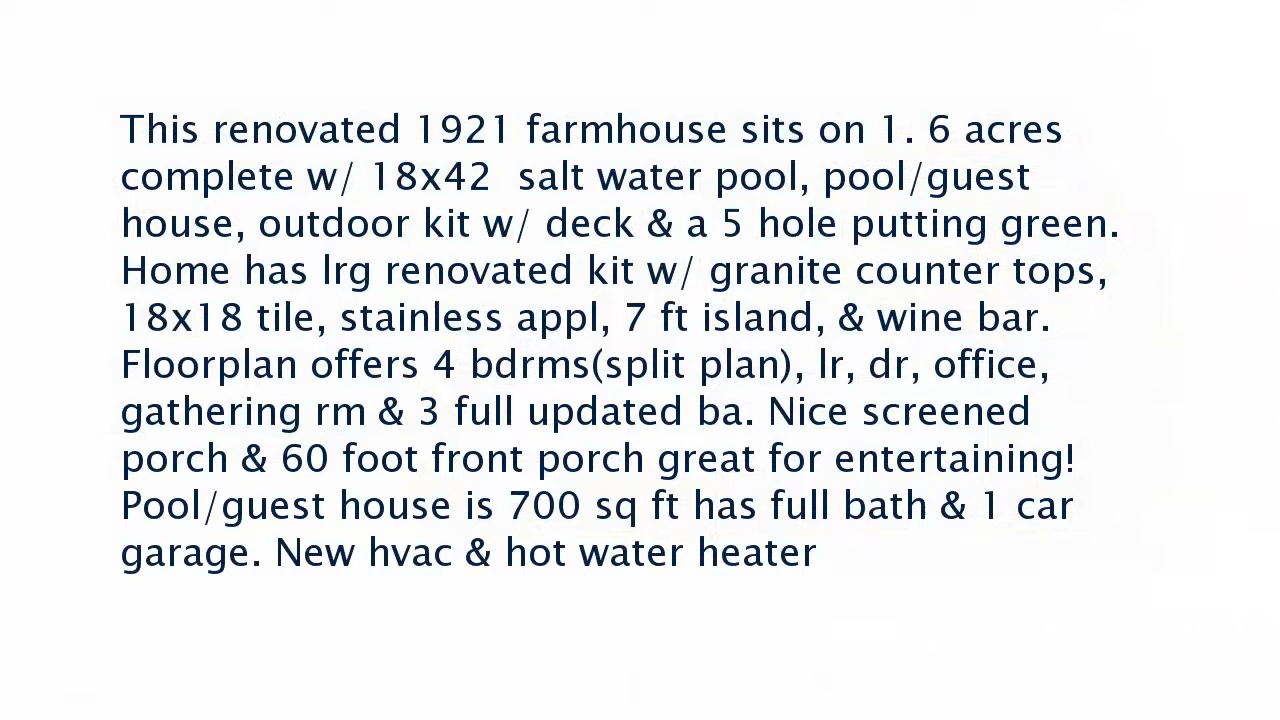 This renovated 1921 farmhouse sits on 1. 6 acres
complete w/ 18x42  salt water pool, pool/guest
house, outdoor kit w/ deck & a 5 hole putting green.
Home has lrg renovated kit w/ granite counter tops,
18x18 tile, stainless appl, 7 ft island, & wine bar.
Floorplan offers 4 bdrms(split plan), lr, dr, office,
gathering rm & 3 full updated ba. Nice screened
porch & 60 foot front porch great for entertaining!
Pool/guest house is 700 sq ft has full bath & 1 car
garage. New hvac & hot water heater